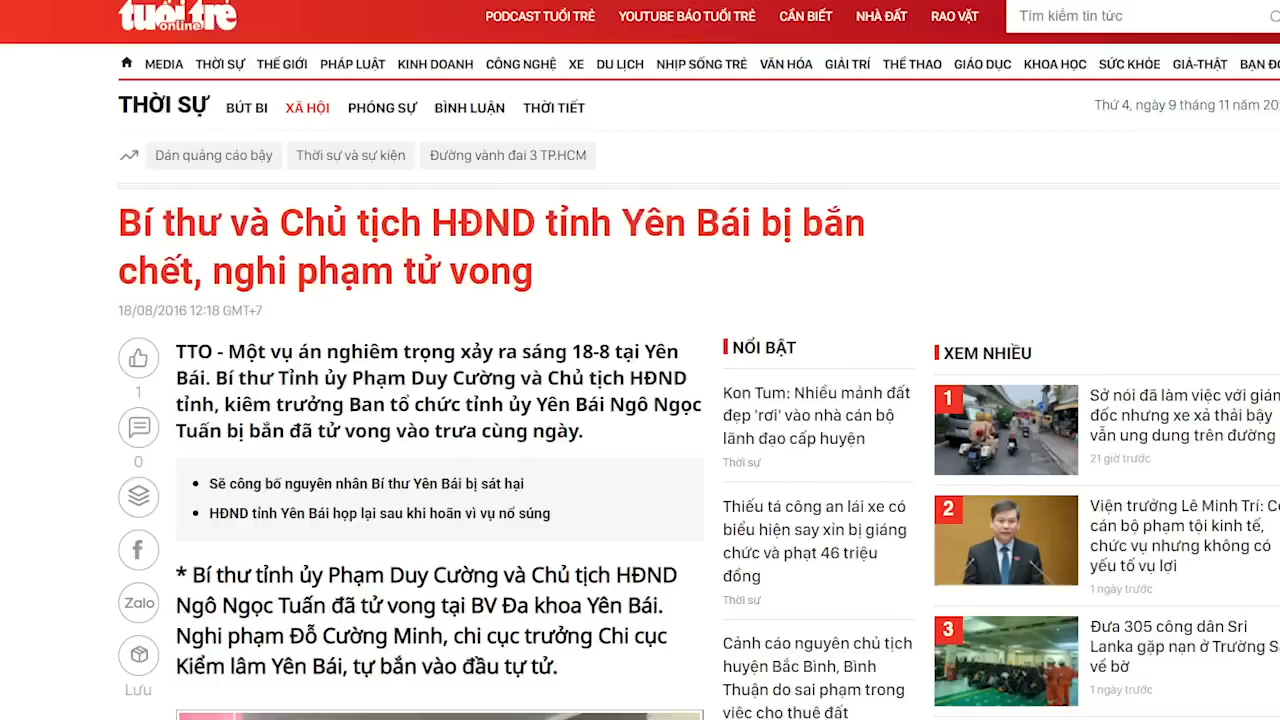 tuổi trẻ
online
PODCAST TUỔI TRẺ
YOUTUBE BÁO TUỔI TRẺ
CẦN BIẾT
NHÀ ĐẤT
RAO VẶT
Tìm kiếm tin tức
MEDIA
THỜI SỰ
THẾ GIỚI
PHÁP LUẬT
KINH DOANH
CÔNG NGHỆ
XE
DU LỊCH
NHỊP SỐNG TRẺ
VĂN HÓA
GIẢI TRÍ
THỂ THAO
GIÁO DỤC
KHOA HỌC
SỨC KHỎE
GIẢ-THẬT
BẠN ĐỌ
THỜI SỰ
BÚT BI
XÃ HỘI
PHÓNG SỰ
BÌNH LUẬN
THỜI TIẾT
Thứ 4, ngày 9 tháng 11 năm 20
Dán quảng cáo bậy
Thời sự và sự kiện
Đường vành đai 3 TP.HCM
Bí thư và Chủ tịch HĐND tỉnh Yên Bái bị bắn
chết, nghi phạm tử vong
18/08/2016 12:18 GMT+7
1
0
f
Zalo
Lưu
TTO - Một vụ án nghiêm trọng xảy ra sáng 18-8 tại Yên
Bái. Bí thư Tỉnh ủy Phạm Duy Cường và Chủ tịch HĐND
tỉnh, kiêm trưởng Ban tổ chức tỉnh ủy Yên Bái Ngô Ngọc
Tuấn bị bắn đã tử vong vào trưa cùng ngày.
• Sẽ công bố nguyên nhân Bí thư Yên Bái bị sát hại
• HĐND tỉnh Yên Bái họp lại sau khi hoãn vì vụ nổ súng
* Bí thư tỉnh ủy Phạm Duy Cường và Chủ tịch HĐND
Ngô Ngọc Tuấn đã tử vong tại BV Đa khoa Yên Bái.
Nghi phạm Đỗ Cường Minh, chi cục trưởng Chi cục
Kiểm lâm Yên Bái, tự bắn vào đầu tự tử.
NỔI BẬT
Kon Tum: Nhiều mảnh đất
đẹp 'rơi' vào nhà cán bộ
lãnh đạo cấp huyện
Thời sự
Thiếu tá công an lái xe có
biểu hiện say xỉn bị giáng
chức và phạt 46 triệu
đồng
Thời sự
Cảnh cáo nguyên chủ tịch
huyện Bắc Bình, Bình
Thuận do sai phạm trong
việc cho thuê đất
XEM NHIỀU
1
Sở nói đã làm việc với giám
đốc nhưng xe xả thải bậy
vẫn ung dung trên đường
21 giờ trước
2
Viện trưởng Lê Minh Trí: C
cán bộ phạm tội kinh tế,
chức vụ nhưng không có
yếu tố vụ lợi
1 ngày trước
3
Đưa 305 công dân Sri
Lanka gặp nạn ở Trường S
về bờ
1 ngày trước